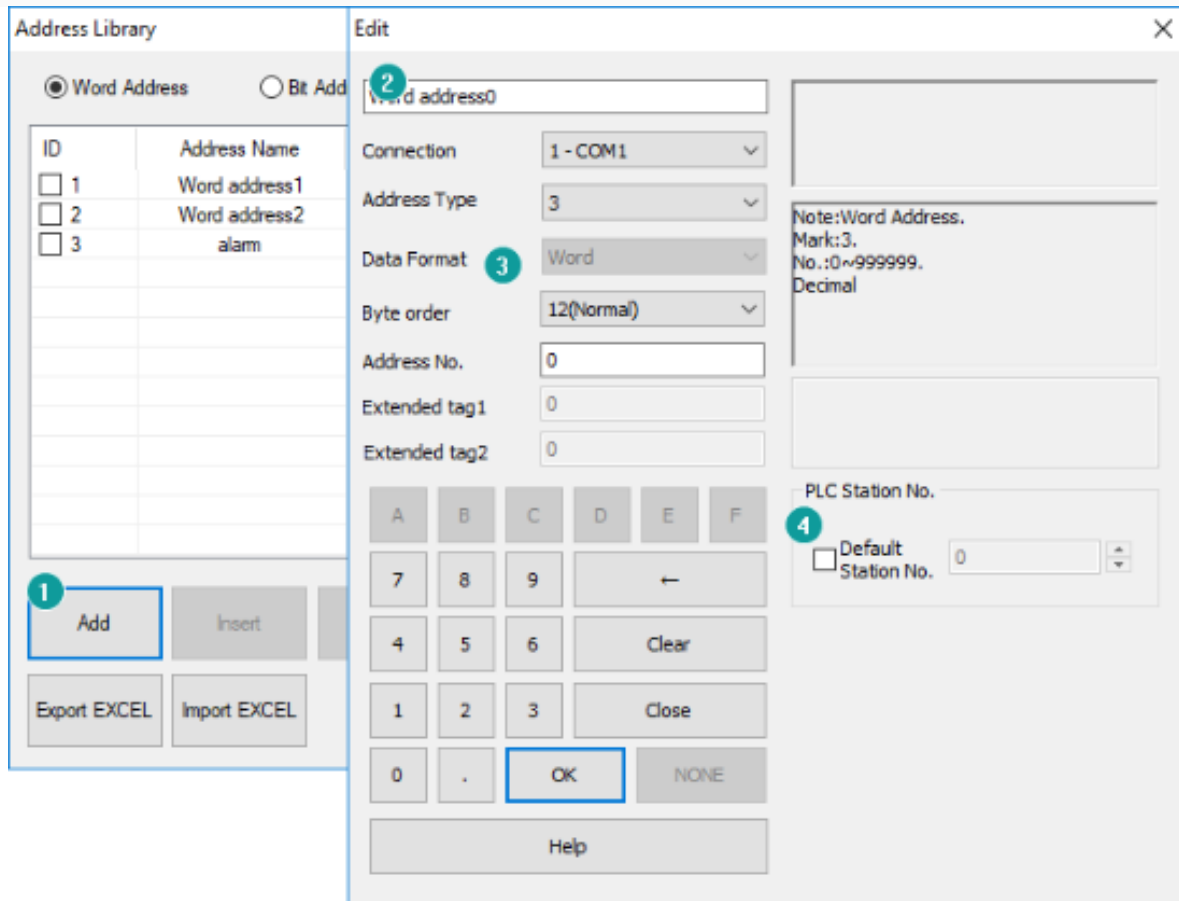 Address Library
Word Address
Bit Add
ID Address Name
1 Word address1
2 Word address2
3 alarm
1
Add
Insert
Export EXCEL
Import EXCEL
Edit
2
Word address0
Connection 1 - COM1
Address Type 3
Data Format 3 Word
Byte order 12(Normal)
Address No. 0
Extended tag1 0
Extended tag2 0
A B C D E F
7 8 9 ←
4 5 6 Clear
1 2 3 Close
0 . OK NONE
Help
Note:Word Address.
Mark:3.
No.:0~999999.
Decimal
PLC Station No.
4
Default
Station No. 0